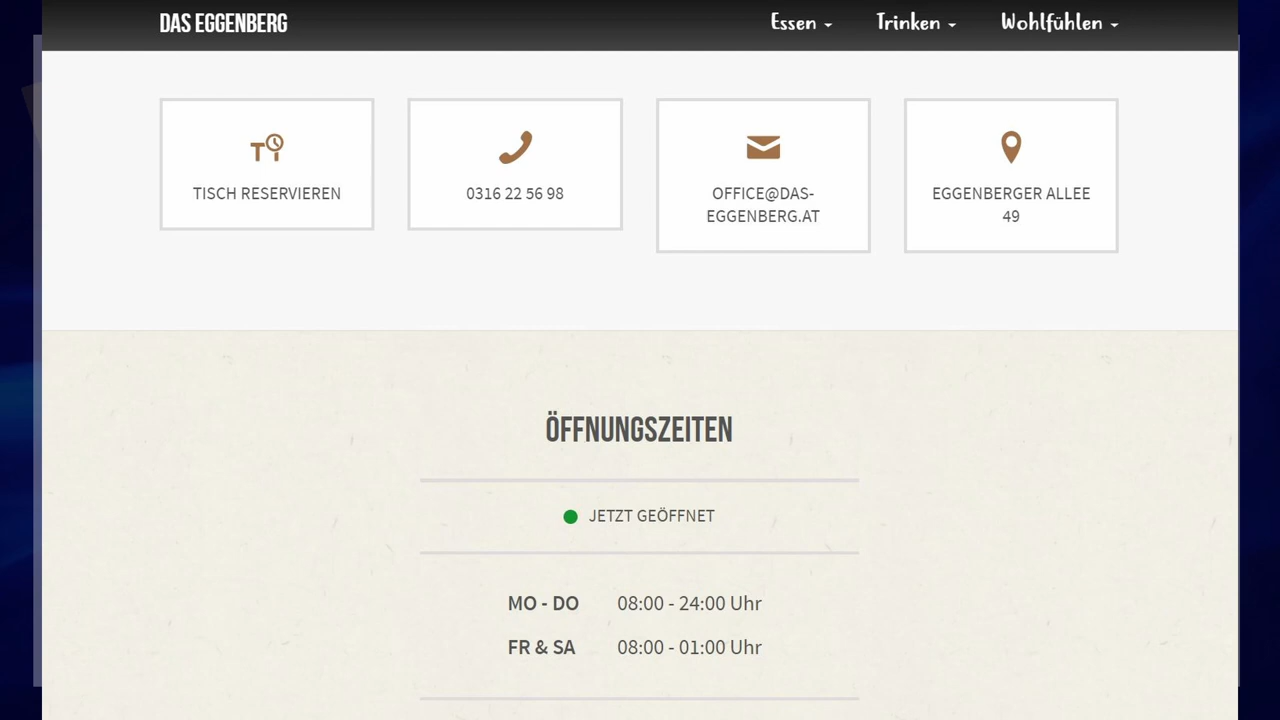 DAS EGGENBERG
Essen
Trinken
Wohlfühlen
TISCH RESERVIEREN
0316 22 56 98
OFFICE@DAS-
EGGENBERG.AT
EGGENBERGER ALLEE
49
ÖFFNUNGSZEITEN
JETZT GEÖFFNET
MO - DO 08:00 - 24:00 Uhr
FR & SA 08:00 - 01:00 Uhr